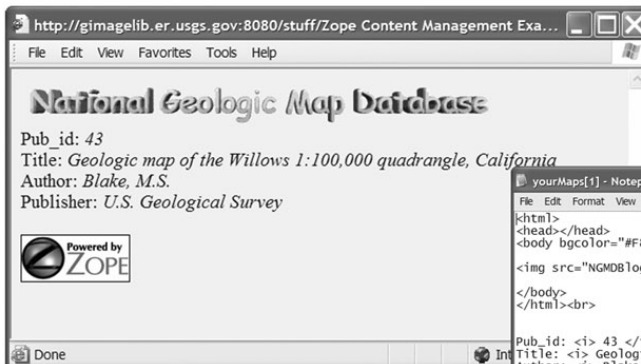 http://gimagelib.er.usgs.gov:8080/stuff/Zope Content Management Exa...
File Edit View Favorites Tools Help
National Geologic Map Database
Pub_id: 43
Title: Geologic map of the Willows 1:100,000 quadrangle, California
Author: Blake, M.S.
Publisher: U.S. Geological Survey
Powered by
ZOPE
Done
yourMaps[1] - Notep
File Edit Format View
<html>
<head></head>
<body bgcolor="#F
<img src="NGMDBlog
</body>
</html><br>
Pub_id: <i> 43 </
Title: <i> Geolog